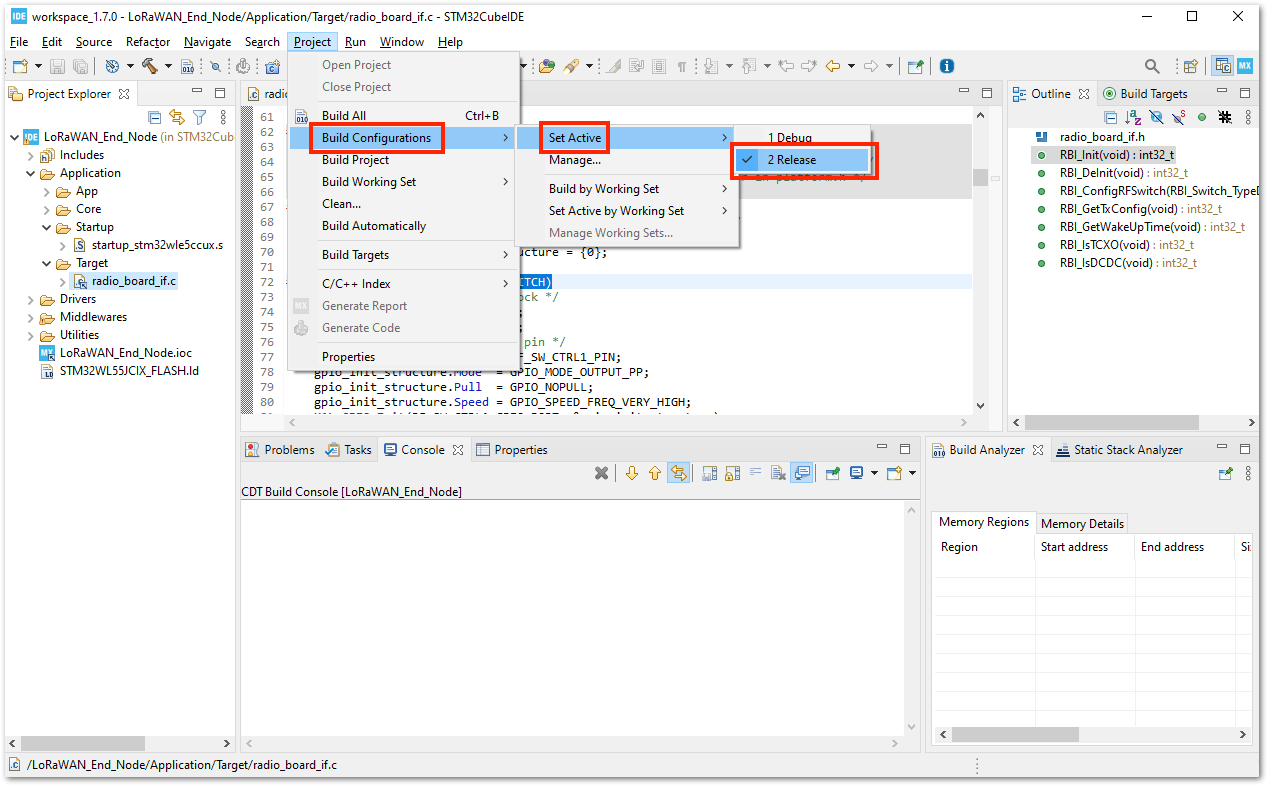 IDE workspace_1.7.0 - LoRaWAN_End_Node/Application/Target/radio_board_if.c - STM32CubeIDE
File Edit Source Refactor Navigate Search Project Run Window Help
Project Explorer
LoRaWAN_End_Node (in STM32Cub
Includes
Application
App
Core
Startup
startup_stm32wle5ccux.s
Target
radio_board_if.c
Drivers
Middlewares
Utilities
LoRaWAN_End_Node.ioc
STM32WL55JCIX_FLASH.ld
Open Project
Close Project
Build All Ctrl+B
Build Configurations
Build Project
Build Working Set
Clean...
Build Automatically
Build Targets
C/C++ Index
Generate Report
Generate Code
Properties
Set Active
Manage...
Build by Working Set
Set Active by Working Set
Manage Working Sets...
1 Debug
2 Release
radi
61
62
63
64
65
66
67
68
69
70 ucture = {0};
71
72 ITCH)
73 ock */
74 ;
75 ;
76 pin */
77 F_SW_CTRL1_PIN;
78 gpio_init_structure.Mode = GPIO_MODE_OUTPUT_PP;
79 gpio_init_structure.Pull = GPIO_NOPULL;
80 gpio_init_structure.Speed = GPIO_SPEED_FREQ_VERY_HIGH;
Outline Build Targets
radio_board_if.h
RBI_Init(void) : int32_t
RBI_DeInit(void) : int32_t
RBI_ConfigRFSwitch(RBI_Switch_TypeD
RBI_GetTxConfig(void) : int32_t
RBI_GetWakeUpTime(void) : int32_t
RBI_IsTCXO(void) : int32_t
RBI_IsDCDC(void) : int32_t
Problems Tasks Console Properties
CDT Build Console [LoRaWAN_End_Node]
Build Analyzer Static Stack Analyzer
Memory Regions Memory Details
Region Start address End address Si
/LoRaWAN_End_Node/Application/Target/radio_board_if.c